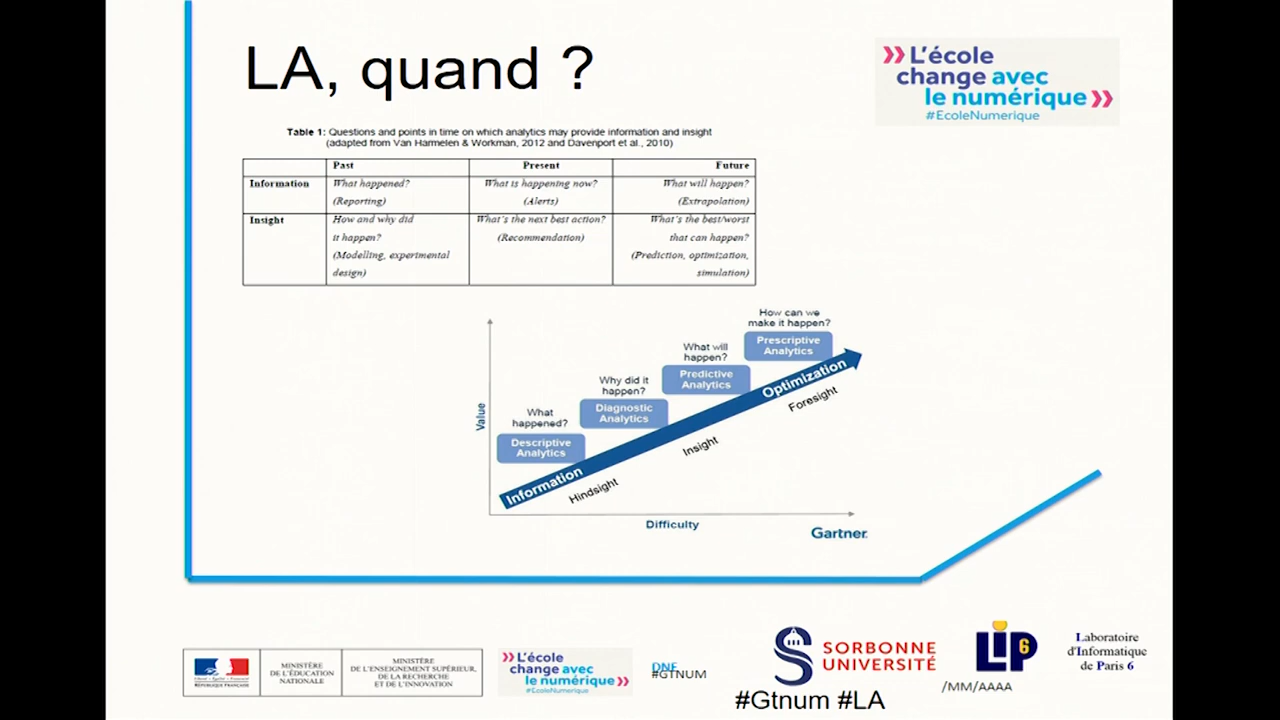 LA, quand ?
L'école
change avec
le numérique
#EcoleNumerique
Table 1: Questions and points in time on which analytics may provide information and insight
(adapted from Van Harmelen & Workman, 2012 and Davenport et al., 2010)
Past Present Future
Information What happened? What is happening now? What will happen?
(Reporting) (Alerts) (Extrapolation)
Insight How and why did What's the next best action? What's the best/worst
it happen? (Recommendation) that can happen?
(Modelling, experimental (Prediction, optimization,
design) simulation)
How can we
make it happen?
Prescriptive
Analytics
What will
happen?
Predictive
Analytics
Why did it
happen?
Diagnostic
Analytics
What
happened?
Descriptive
Analytics
Value
Information
Optimization
Hindsight
Insight
Foresight
Difficulty
Gartner
RÉPUBLIQUE FRANÇAISE
MINISTÈRE
DE L'ÉDUCATION
NATIONALE
MINISTÈRE
DE L'ENSEIGNEMENT SUPÉRIEUR,
DE LA RECHERCHE
ET DE L'INNOVATION
L'école
change avec
le numérique
#EcoleNumerique
DNE
#GTNUM
SORBONNE
UNIVERSITÉ
LIP6
Laboratoire
d'Informatique
de Paris 6
/MM/AAAA
#Gtnum #LA